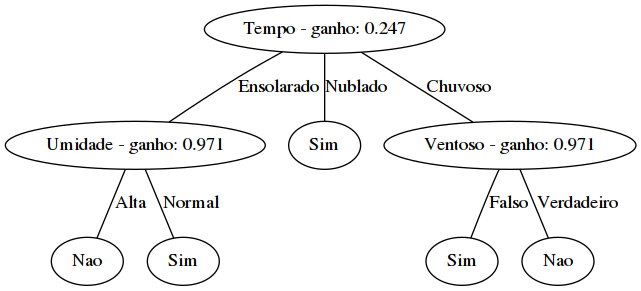 Tempo - ganho: 0.247
Ensolarado
Nublado
Chuvoso
Umidade - ganho: 0.971
Sim
Ventoso - ganho: 0.971
Alta
Normal
Falso
Verdadeiro
Nao
Sim
Sim
Nao